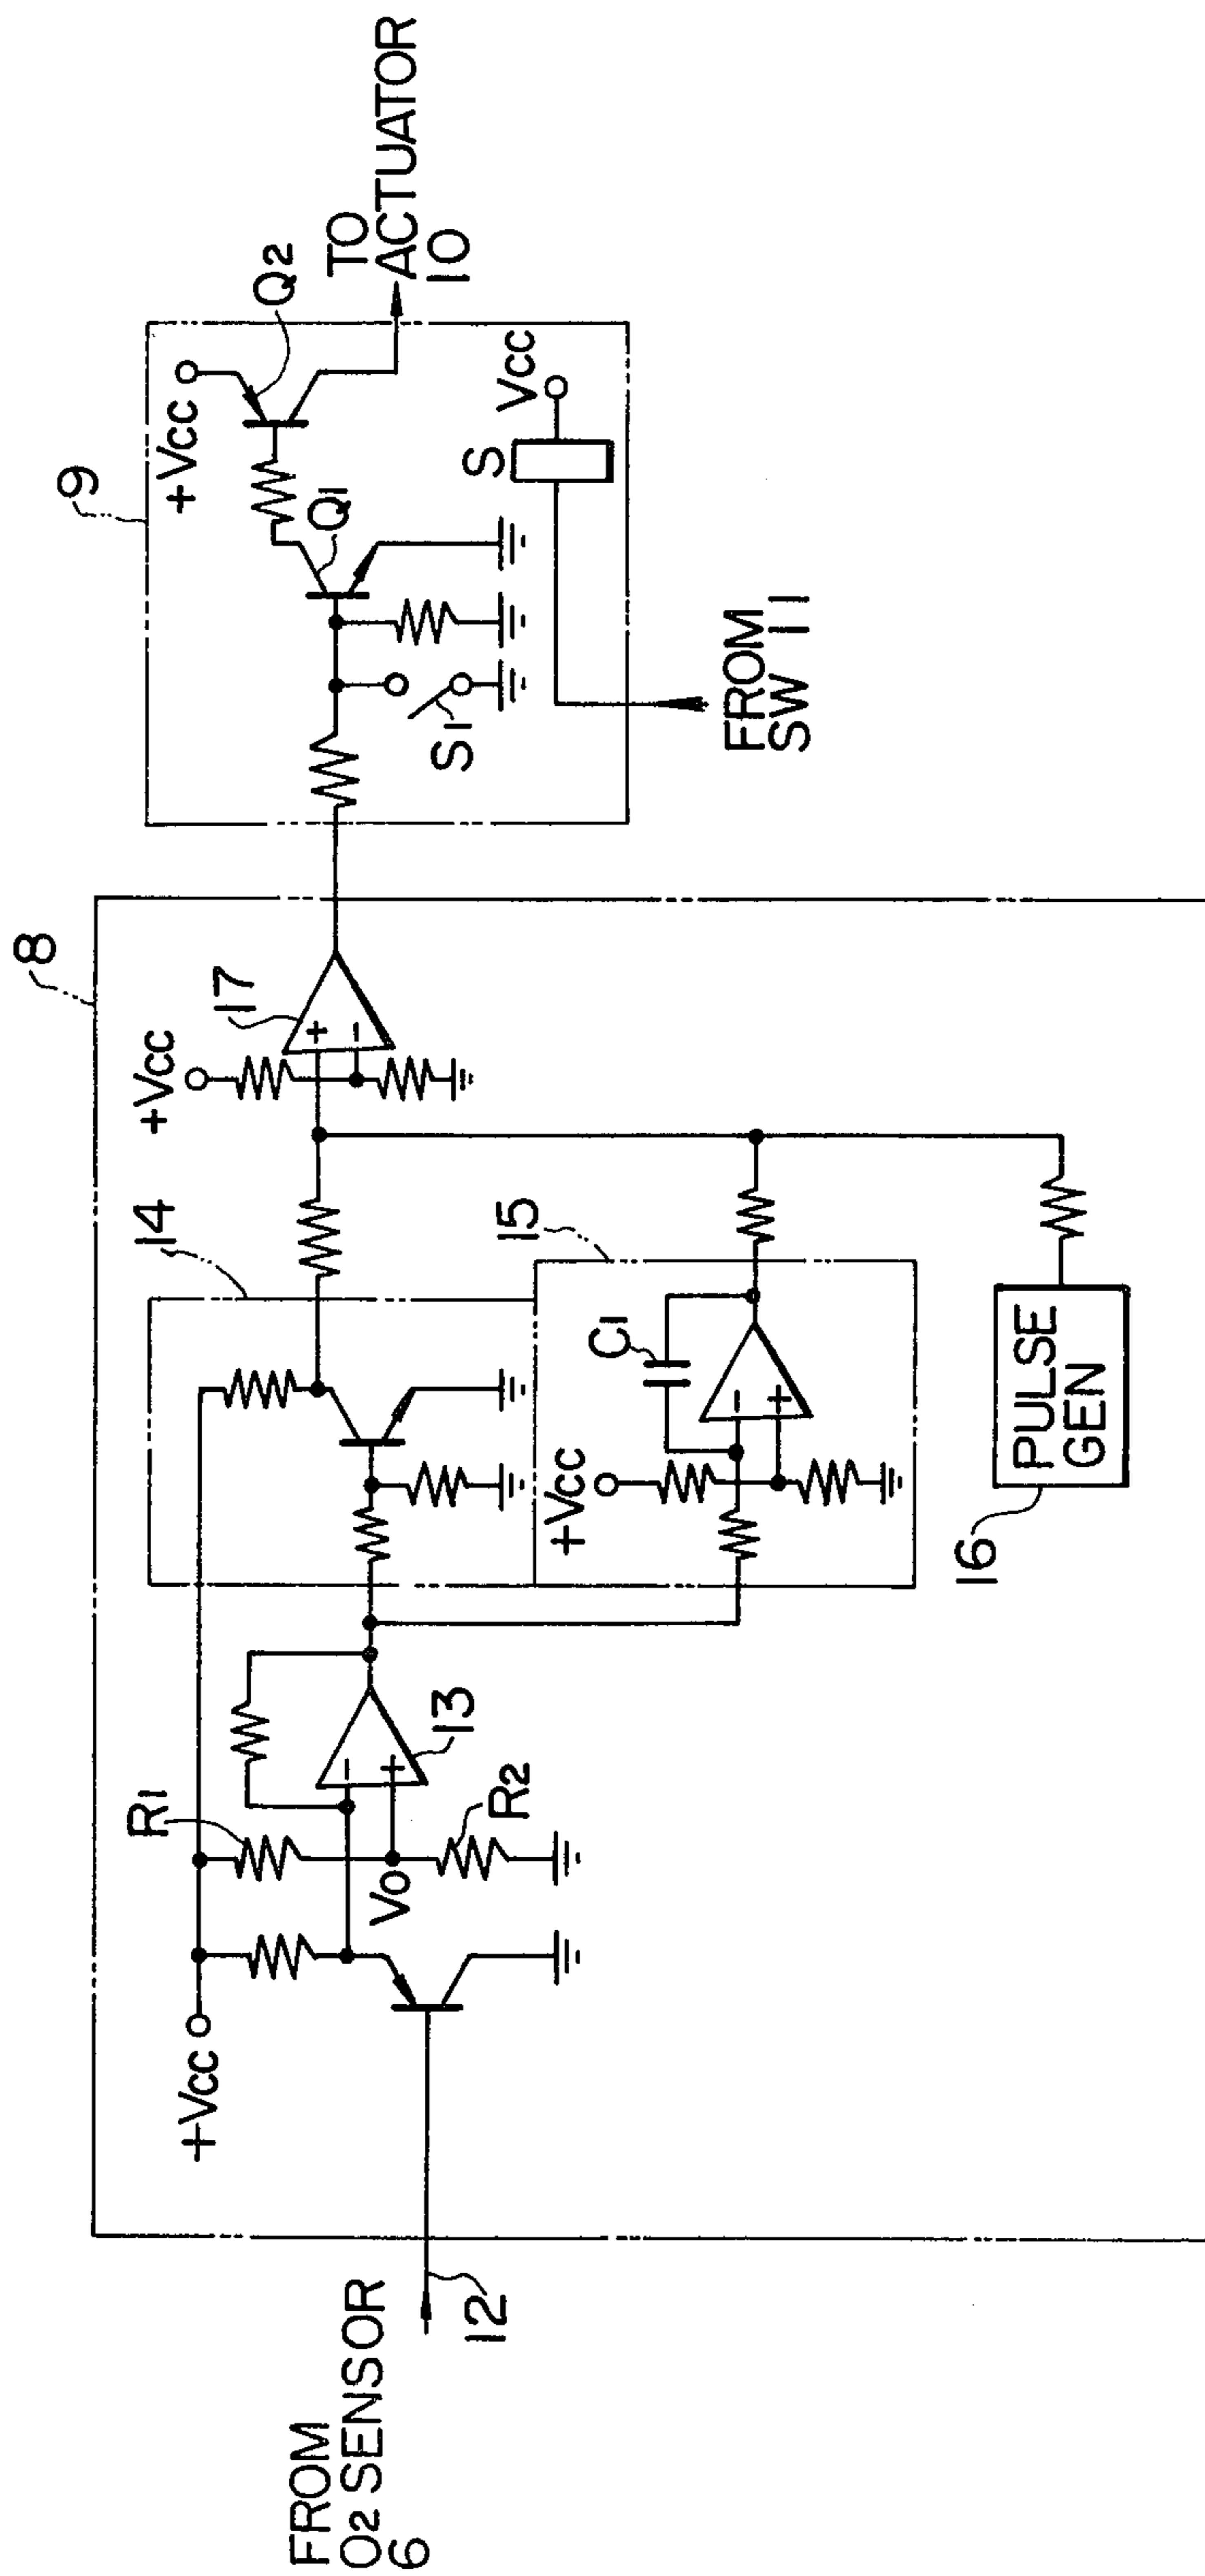 FROM
O2 SENSOR
6
12
+Vcc
R1
Vo
R2
13
8
14
15
+Vcc
C1
16
PULSE
GEN
+Vcc
17
9
+Vcc
Q1
Q2
S1
S
Vcc
FROM
SW 11
TO
ACTUATOR
10